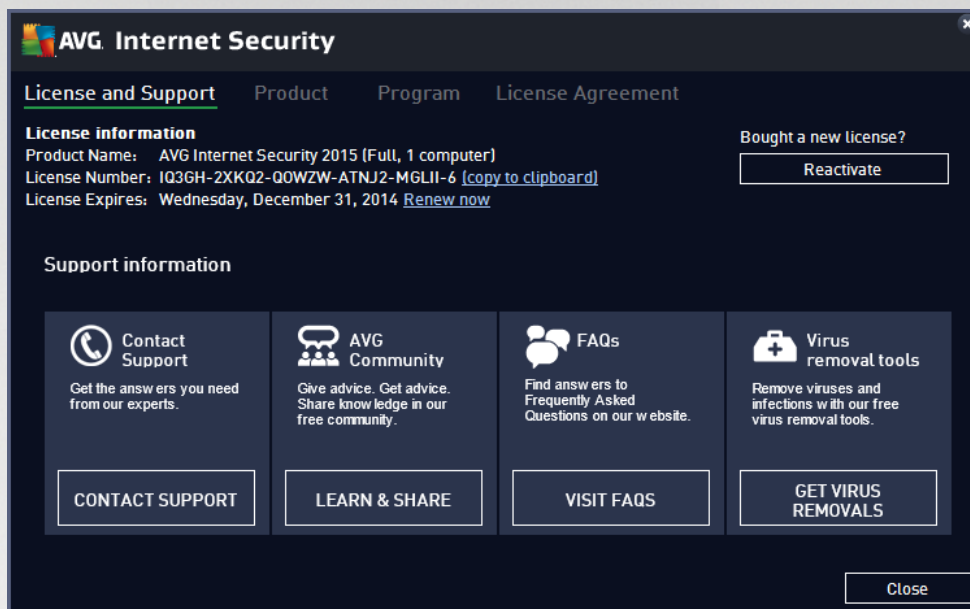 AVG. Internet Security
License and Support Product Program License Agreement
License information
Product Name: AVG Internet Security 2015 (Full, 1 computer)
License Number: IQ3GH-2XKQ2-QOWZW-ATNJ2-MGLII-6 (copy to clipboard)
License Expires: Wednesday, December 31, 2014 Renew now
Bought a new license?
Reactivate
Support information
Contact
Support
Get the answers you need
from our experts.
CONTACT SUPPORT
AVG
Community
Give advice. Get advice.
Share knowledge in our
free community.
LEARN & SHARE
FAQs
Find answers to
Frequently Asked
Questions on our website.
VISIT FAQS
Virus
removal tools
Remove viruses and
infections with our free
virus removal tools.
GET VIRUS
REMOVALS
Close